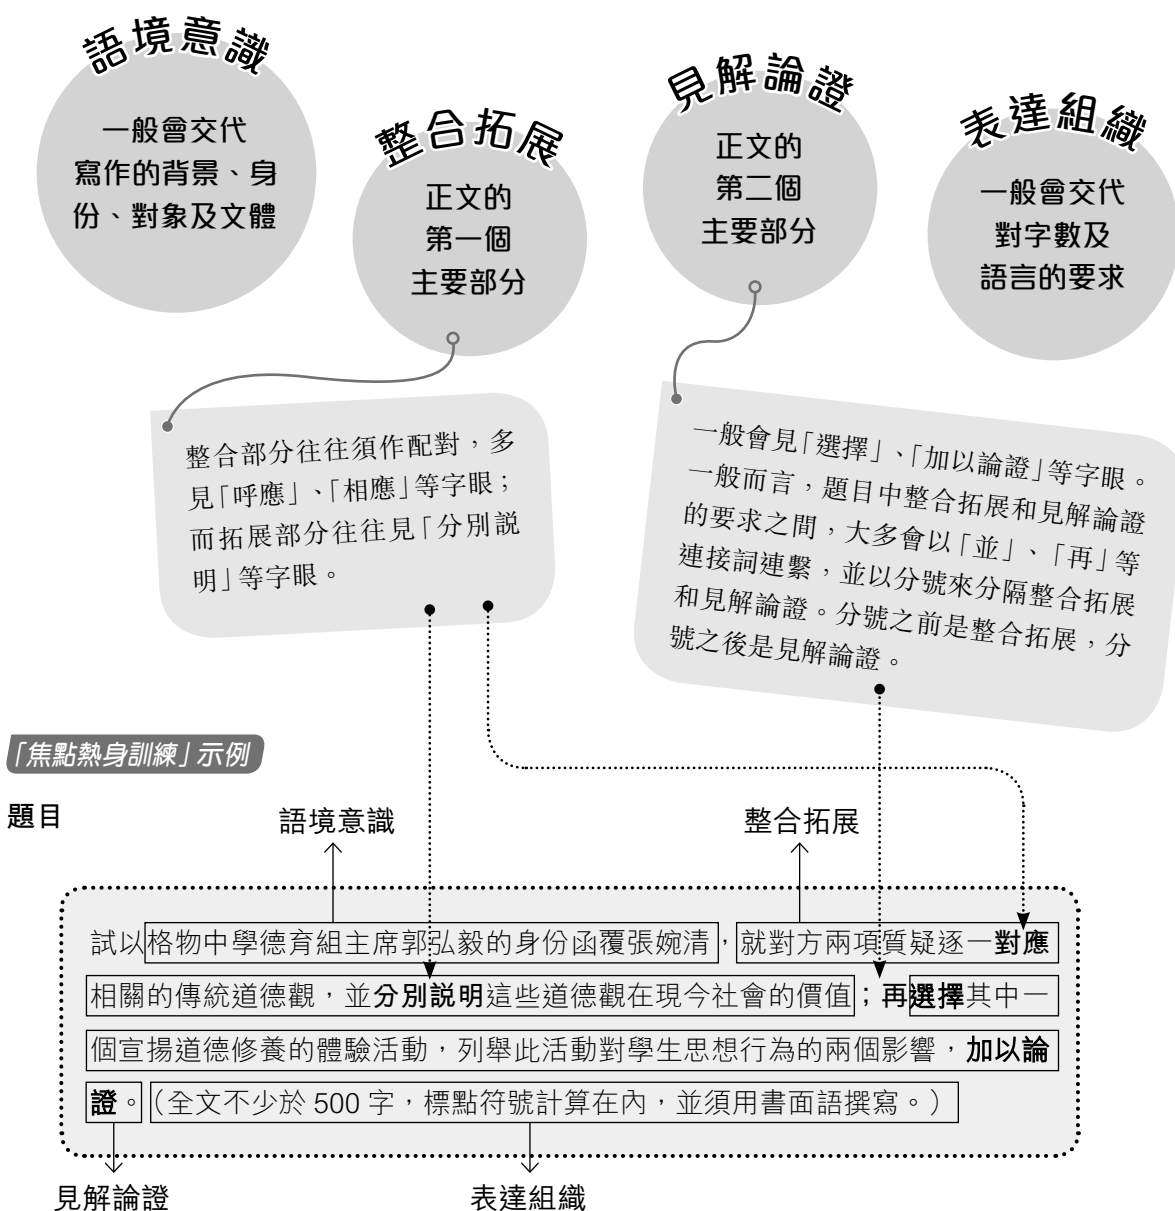 語境意識
一般會交代
寫作的背景、身
份、對象及文體
整合拓展
正文的
第一個
主要部分
見解論證
正文的
第二個
主要部分
表達組織
一般會交代
對字數及
語言的要求
整合部分往往須作配對，多
見「呼應」、「相應」等字眼；
而拓展部分往往見「分別說
明」等字眼。
一般會見「選擇」、「加以論證」等字眼。
一般而言，題目中整合拓展和見解論證
的要求之間，大多會以「並」、「再」等
連接詞連繫，並以分號來分隔整合拓展
和見解論證。分號之前是整合拓展，分
號之後是見解論證。
「焦點熱身訓練」示例
題目
語境意識
整合拓展
試以格物中學德育組主席郭弘毅的身份函覆張婉清，就對方兩項質疑逐一對應
相關的傳統道德觀，並分別說明這些道德觀在現今社會的價值；再選擇其中一
個宣揚道德修養的體驗活動，列舉此活動對學生思想行為的兩個影響，加以論
證。（全文不少於 500 字，標點符號計算在內，並須用書面語撰寫。）
見解論證
表達組織